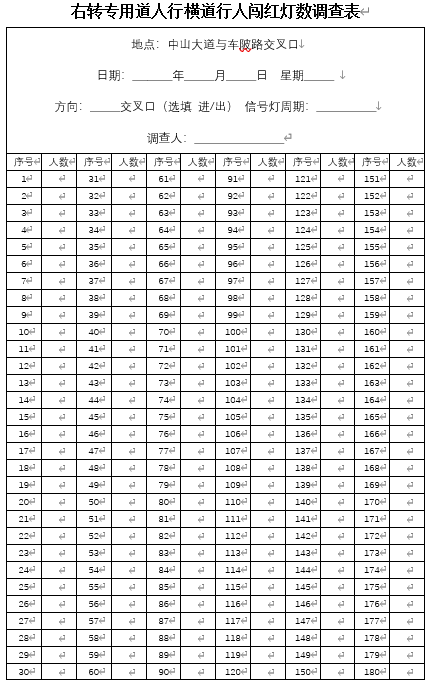 右转专用道人行横道行人闯红灯数调查表
地点：中山大道与车陂路交叉口
日期：_______年_____月_____日 星期_____
方向：_____交叉口（选填 进/出） 信号灯周期：__________
调查人：_______________
序号 人数 序号 人数 序号 人数 序号 人数 序号 人数 序号 人数
1 31 61 91 121 151
2 32 62 92 122 152
3 33 63 93 123 153
4 34 64 94 124 154
5 35 65 95 125 155
6 36 66 96 126 156
7 37 67 97 127 157
8 38 68 98 128 158
9 39 69 99 129 159
10 40 70 100 130 160
11 41 71 101 131 161
12 42 72 102 132 162
13 43 73 103 133 163
14 44 74 104 134 164
15 45 75 105 135 165
16 46 76 106 136 166
17 47 77 107 137 167
18 48 78 108 138 168
19 49 79 109 139 169
20 50 80 110 140 170
21 51 81 111 141 171
22 52 82 112 142 172
23 53 83 113 143 173
24 54 84 114 144 174
25 55 85 115 145 175
26 56 86 116 146 176
27 57 87 117 147 177
28 58 88 118 148 178
29 59 89 119 149 179
30 60 90 120 150 180